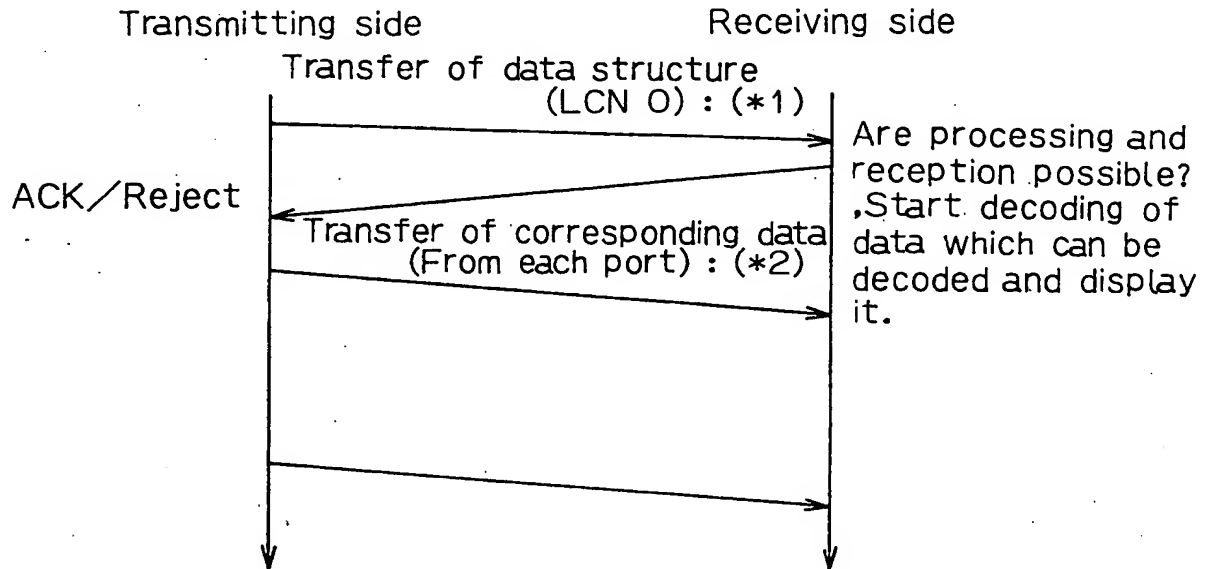 Transmitting side
Receiving side
Transfer of data structure
(LCN 0) : (*1)
Are processing and
reception possible?
,Start decoding of
data which can be
decoded and display
it.
ACK/Reject
Transfer of corresponding data
(From each port) : (*2)